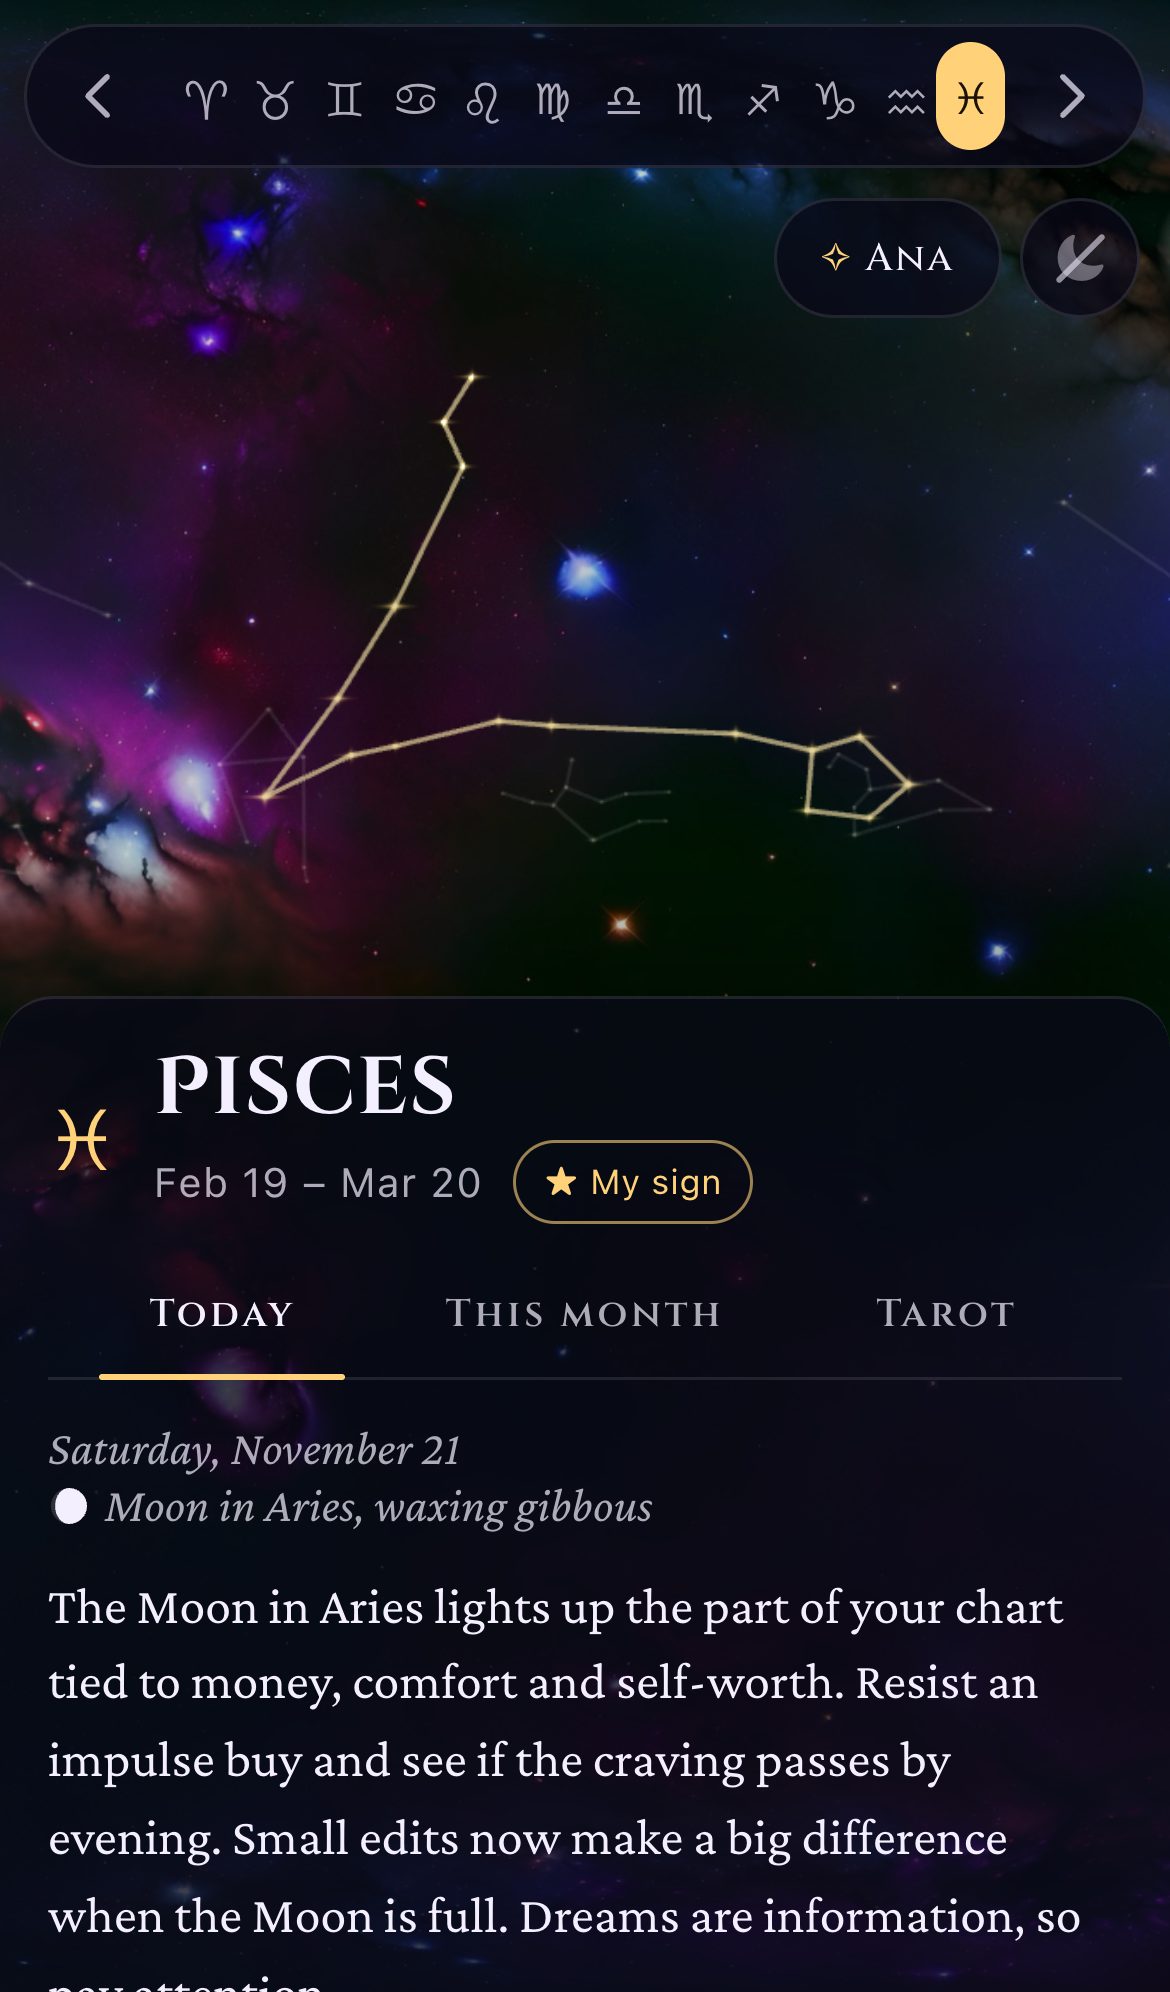 ♈︎ ♉︎ ♊︎ ♋︎ ♌︎ ♍︎ ♎︎ ♏︎ ♐︎ ♑︎ ♒︎ ♓︎
✧ Ana
♓︎ Pisces
Feb 19 – Mar 20 ★ My sign
Today This month Tarot
Saturday, November 21
Moon in Aries, waxing gibbous
The Moon in Aries lights up the part of your chart
tied to money, comfort and self-worth. Resist an
impulse buy and see if the craving passes by
evening. Small edits now make a big difference
when the Moon is full. Dreams are information, so
pay attention.